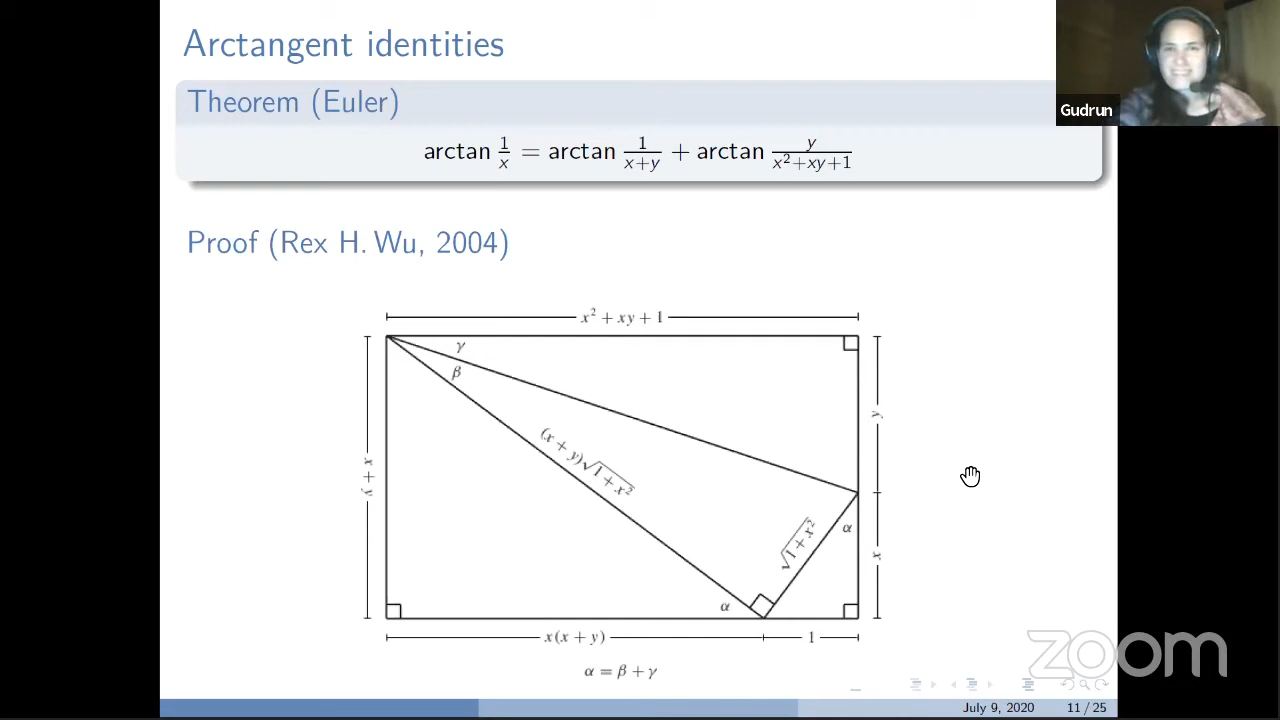 Arctangent identities
Theorem (Euler)
arctan 1/x = arctan 1/(x+y) + arctan y/(x²+xy+1)
Gudrun
Proof (Rex H. Wu, 2004)
x² + xy + 1
γ
β
y
x + y
(x + y)√1 + x²
√1 + x²
α
x
α
x(x + y)
1
α = β + γ
zoom
July 9, 2020 11 / 25